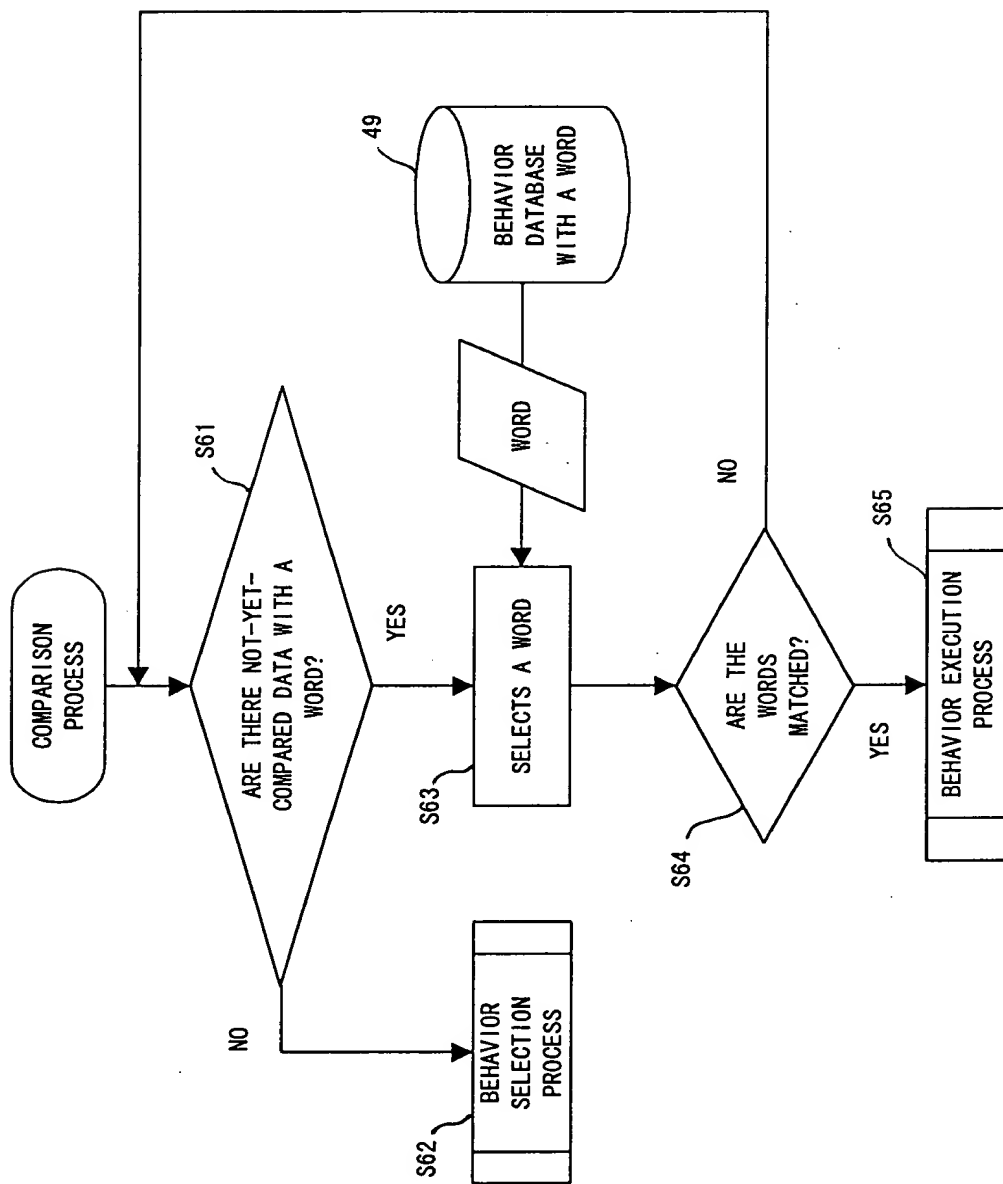 COMPARISON
PROCESS
S61
ARE THERE NOT-YET-
COMPARED DATA WITH A
WORD?
NO
YES
S62
BEHAVIOR
SELECTION
PROCESS
S63
SELECTS A WORD
WORD
49
BEHAVIOR
DATABASE
WITH A WORD
S64
ARE THE
WORDS
MATCHED?
NO
YES
S65
BEHAVIOR EXECUTION
PROCESS